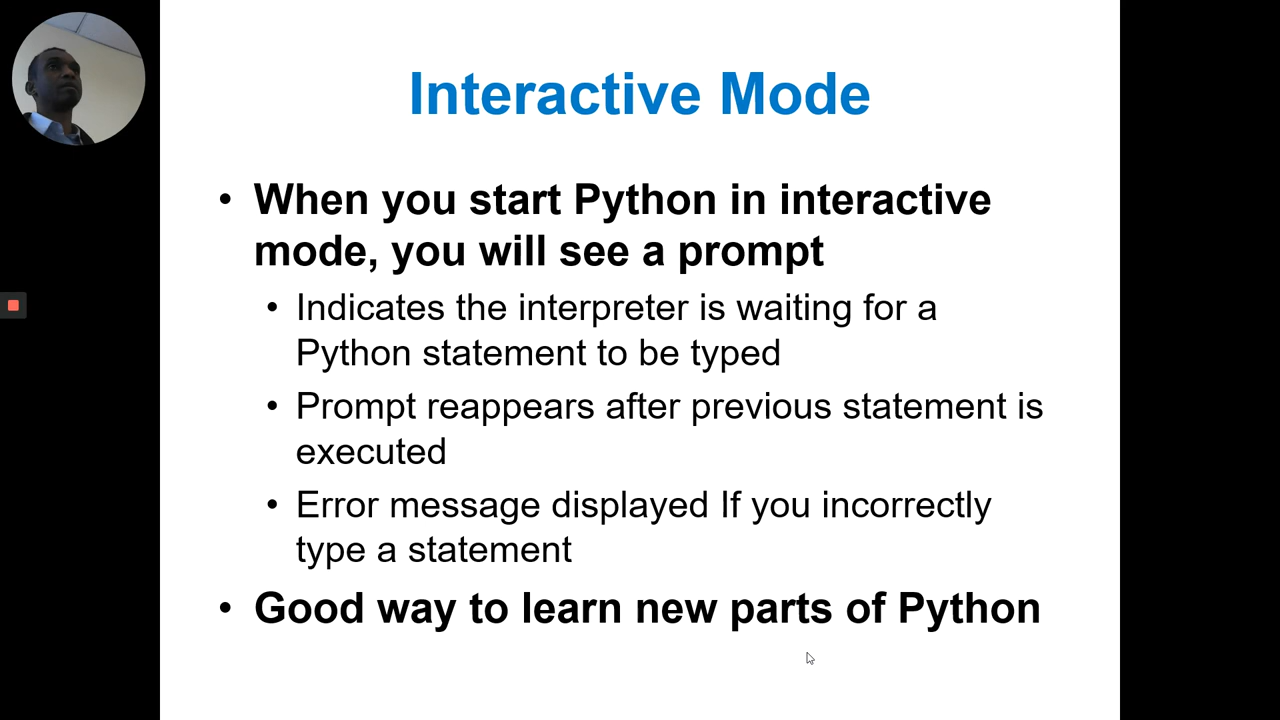 Interactive Mode
• When you start Python in interactive
mode, you will see a prompt
• Indicates the interpreter is waiting for a
Python statement to be typed
• Prompt reappears after previous statement is
executed
• Error message displayed If you incorrectly
type a statement
• Good way to learn new parts of Python